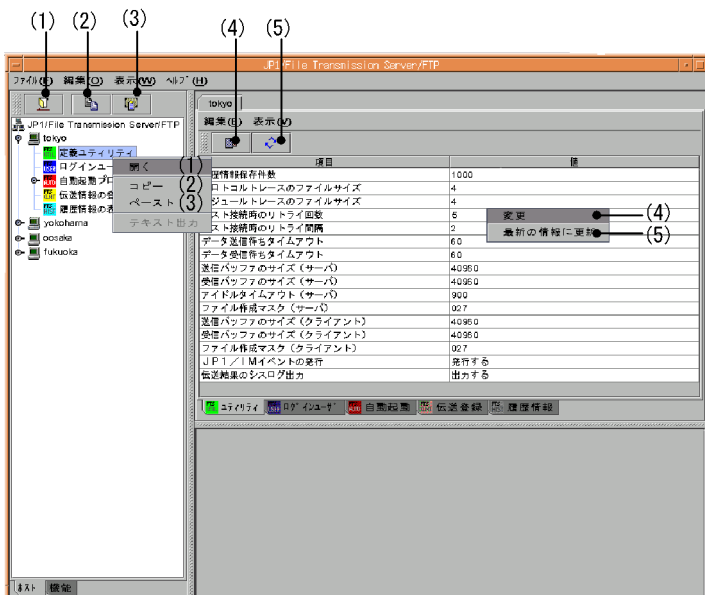 (1) (2) (3) (4) (5)
JP1/File Transmission Server/FTP
ファイル(F) 編集(O) 表示(W) ヘルプ(H)
JP1/File Transmission Server/FTP
tokyo
定義ユティリティ
ログインユー
自動起動プロ
伝送情報の登
履歴情報の表
yokohama
oosaka
fukuoka
開く (1)
コピー (2)
ペースト (3)
テキスト出力
ホスト 機能
tokyo
編集(E) 表示(V)
項目 値
歴情報保存件数 1000
ロトコルトレースのファイルサイズ 4
ジュールトレースのファイルサイズ 4
スト接続時のリトライ回数 5
スト接続時のリトライ間隔 2
データ送信待ちタイムアウト 60
データ受信待ちタイムアウト 60
送信バッファのサイズ (サーバ) 40960
受信バッファのサイズ (サーバ) 40960
アイドルタイムアウト (サーバ) 900
ファイル作成マスク (サーバ) 027
送信バッファのサイズ (クライアント) 40960
受信バッファのサイズ (クライアント) 40960
ファイル作成マスク (クライアント) 027
JP1/IMイベントの発行 発行する
伝送結果のシスログ出力 出力する
変更 (4)
最新の情報に更新 (5)
ユティリティ ログインユーザ 自動起動 伝送登録 履歴情報